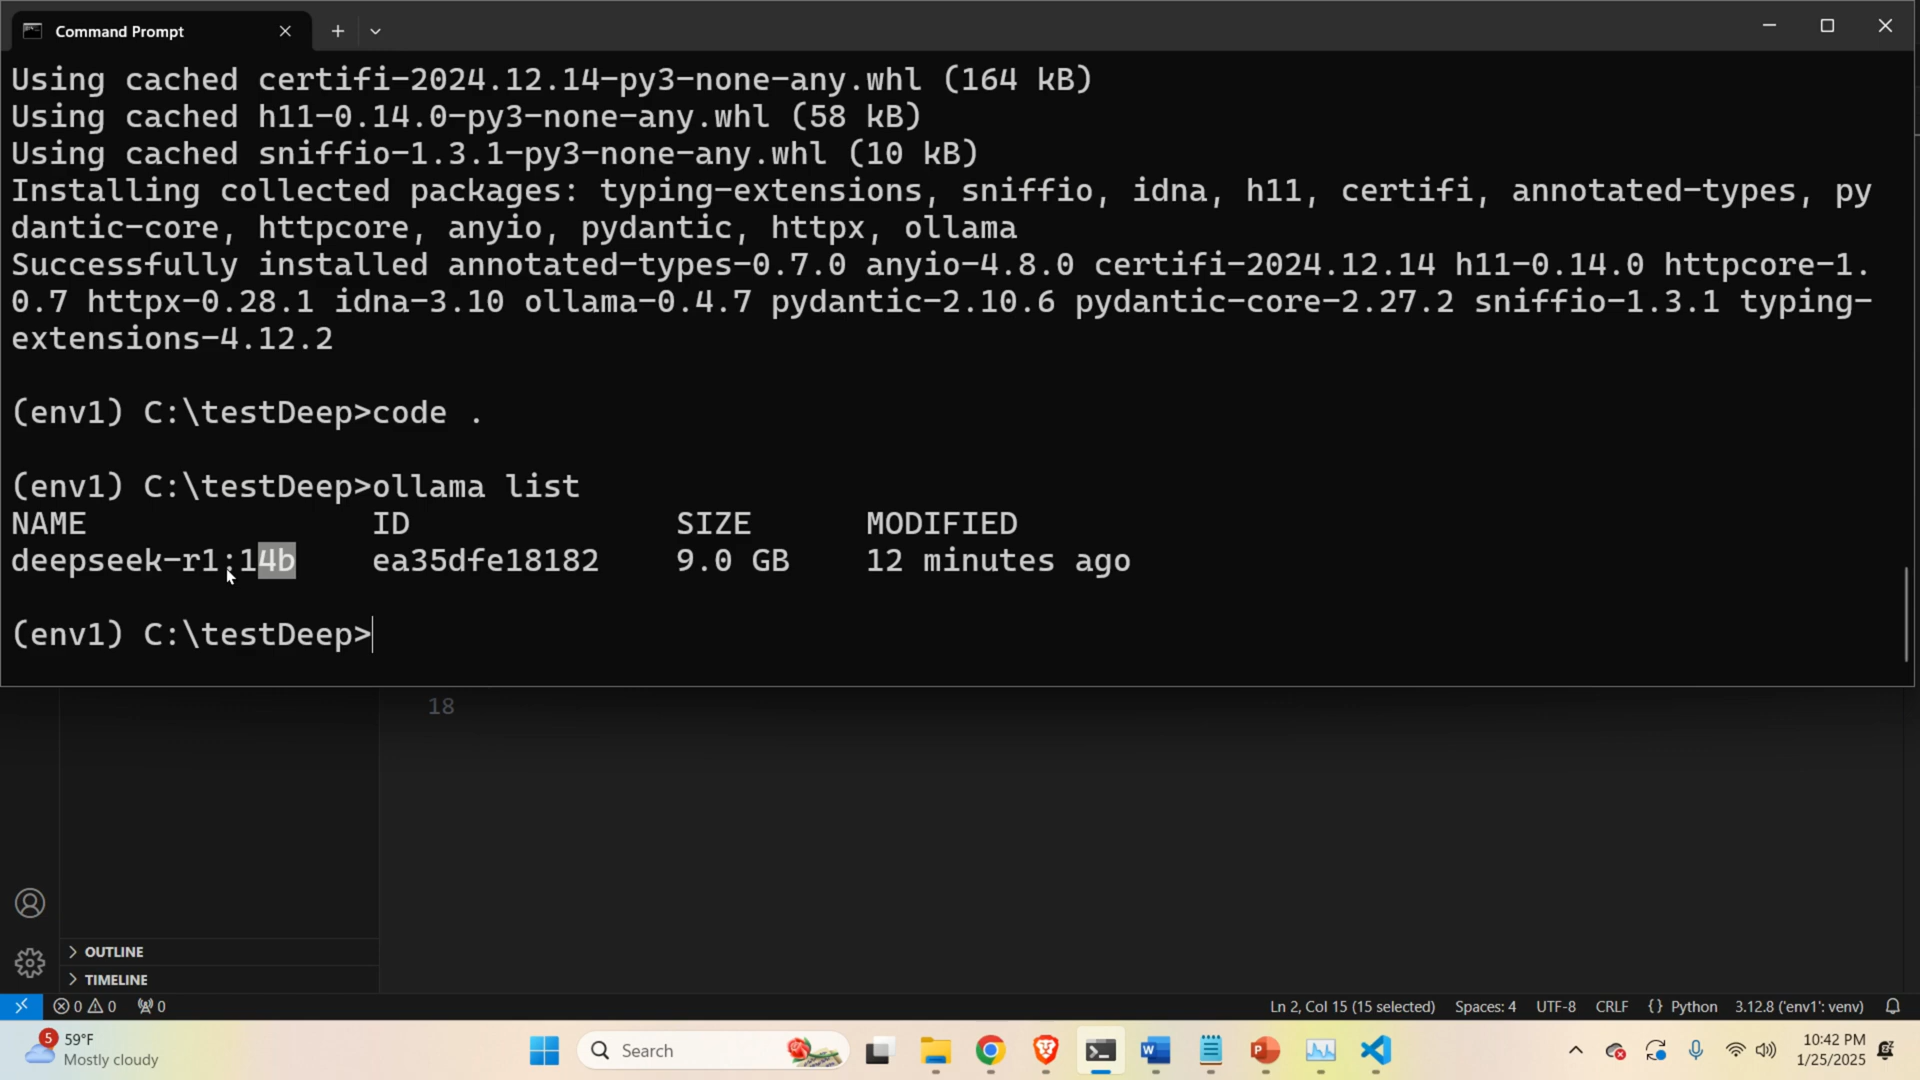 Command Prompt
Using cached certifi-2024.12.14-py3-none-any.whl (164 kB)
Using cached h11-0.14.0-py3-none-any.whl (58 kB)
Using cached sniffio-1.3.1-py3-none-any.whl (10 kB)
Installing collected packages: typing-extensions, sniffio, idna, h11, certifi, annotated-types, py
dantic-core, httpcore, anyio, pydantic, httpx, ollama
Successfully installed annotated-types-0.7.0 anyio-4.8.0 certifi-2024.12.14 h11-0.14.0 httpcore-1.
0.7 httpx-0.28.1 idna-3.10 ollama-0.4.7 pydantic-2.10.6 pydantic-core-2.27.2 sniffio-1.3.1 typing-
extensions-4.12.2
(env1) C:\testDeep>code .
(env1) C:\testDeep>ollama list
NAME ID SIZE MODIFIED
deepseek-r1:14b ea35dfe18182 9.0 GB 12 minutes ago
(env1) C:\testDeep>
18
OUTLINE
TIMELINE
0 0 0 Ln 2, Col 15 (15 selected) Spaces: 4 UTF-8 CRLF {} Python 3.12.8 ('env1': venv)
5 59°F
Mostly cloudy
Search
10:42 PM
1/25/2025